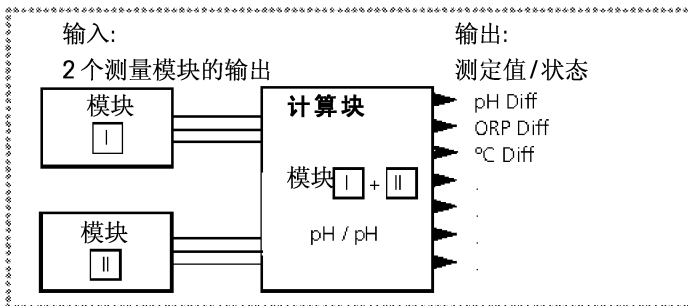 输入:
2个测量模块的输出
模块
I
模块
II
计算块
模块 I + II
pH / pH
输出:
测定值/状态
pH Diff
ORP Diff
ºC Diff
.
.
.
.